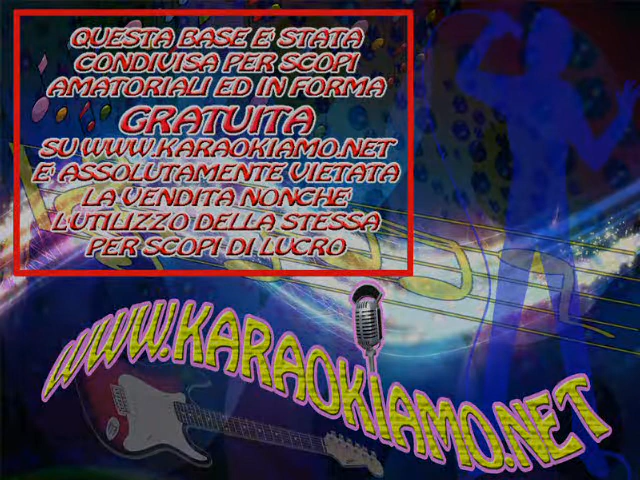 QUESTA BASE E' STATA
CONDIVISA PER SCOPI
AMATORIALI ED IN FORMA
GRATUITA
SU WWW.KARAOKIAMO.NET
E' ASSOLUTAMENTE VIETATA
LA VENDITA NONCHE'
L'UTILIZZO DELLA STESSA
PER SCOPI DI LUCRO
WWW.KARAOKIAMO.NET